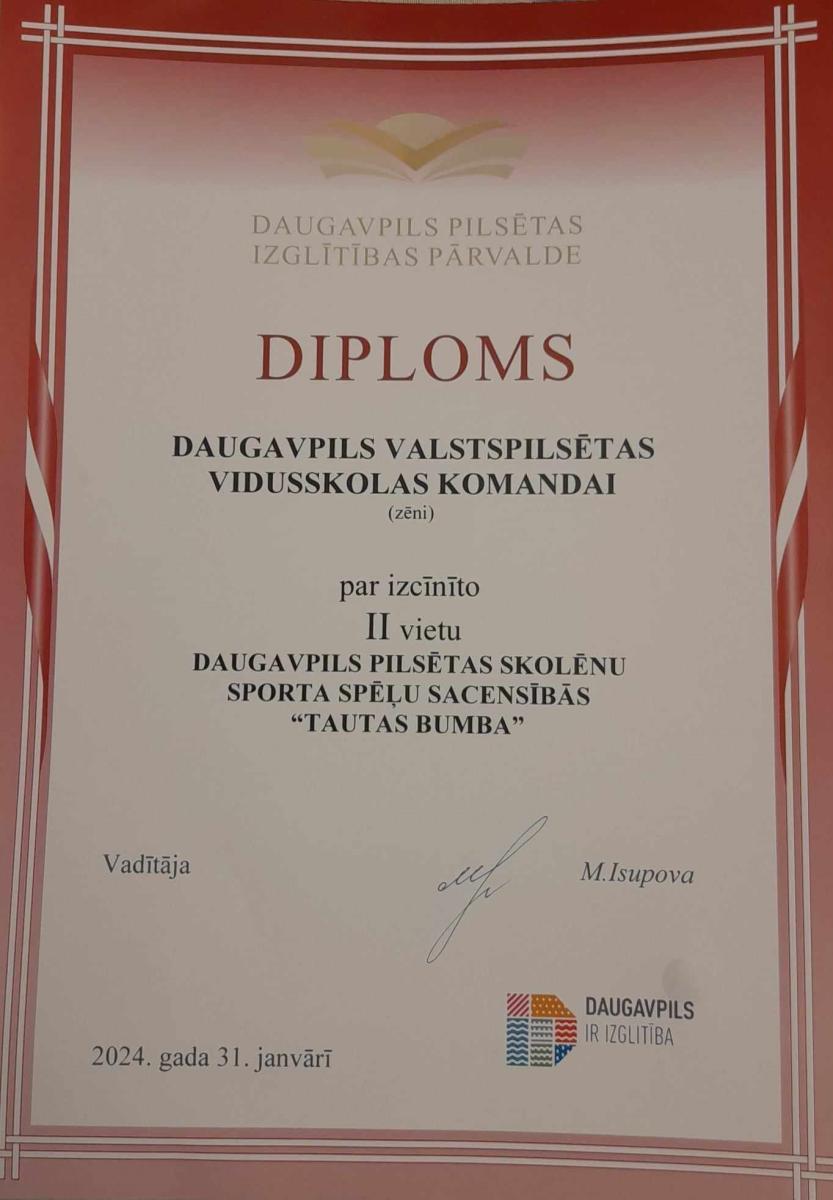 DAUGAVPILS PILSĒTAS
IZGLĪTĪBAS PĀRVALDE
DIPLOMS
DAUGAVPILS VALSTSPILSĒTAS
VIDUSSKOLAS KOMANDAI
(zēni)
par izcīnīto
II vietu
DAUGAVPILS PILSĒTAS SKOLĒNU
SPORTA SPĒĻU SACENSĪBĀS
“TAUTAS BUMBA”
Vadītāja M.Isupova
DAUGAVPILS
IR IZGLITĪBA
2024. gada 31. janvārī